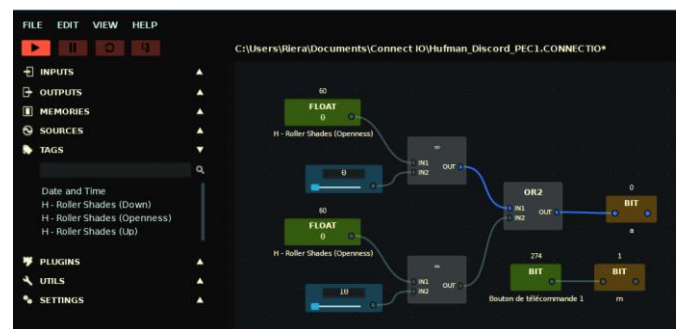 FILE EDIT VIEW HELP
C:\Users\Riera\Documents\Connect IO\Hufman_Discord_PEC1.CONNECTIO*
INPUTS
OUTPUTS
MEMORIES
SOURCES
TAGS
Date and Time
H - Roller Shades (Down)
H - Roller Shades (Openness)
H - Roller Shades (Up)
PLUGINS
UTILS
SETTINGS
60
FLOAT
0
H - Roller Shades (Openness)
0
=
IN1 OUT
IN2
60
FLOAT
0
H - Roller Shades (Openness)
10
=
IN1 OUT
IN2
OR2
IN1 OUT
IN2
0
BIT
a
274
BIT
Bouton de télécommande 1
1
BIT
m